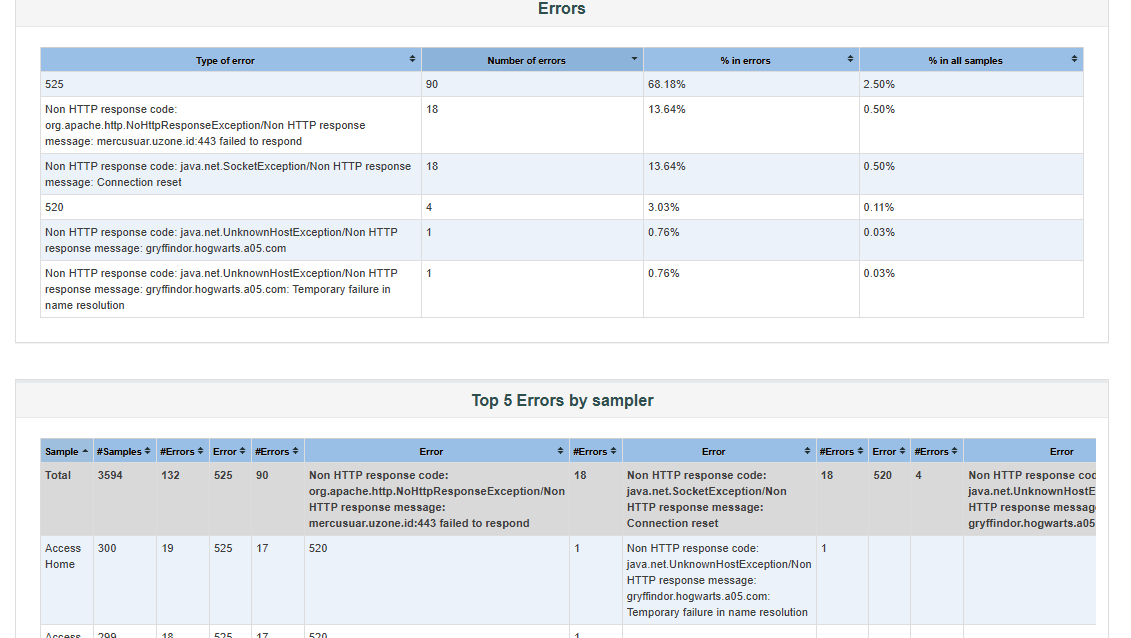 Errors
Type of error Number of errors % in errors % in all samples
525 90 68.18% 2.50%
Non HTTP response code:
org.apache.http.NoHttpResponseException/Non HTTP response
message: mercusuar.uzone.id:443 failed to respond
18 13.64% 0.50%
Non HTTP response code: java.net.SocketException/Non HTTP response
message: Connection reset
18 13.64% 0.50%
520 4 3.03% 0.11%
Non HTTP response code: java.net.UnknownHostException/Non HTTP
response message: gryffindor.hogwarts.a05.com
1 0.76% 0.03%
Non HTTP response code: java.net.UnknownHostException/Non HTTP
response message: gryffindor.hogwarts.a05.com: Temporary failure in
name resolution
1 0.76% 0.03%
Top 5 Errors by sampler
Sample #Samples #Errors Error #Errors Error #Errors Error #Errors Error #Errors Error
Total 3594 132 525 90
Non HTTP response code:
org.apache.http.NoHttpResponseException/Non
HTTP response message:
mercusuar.uzone.id:443 failed to respond
18
Non HTTP response code:
java.net.SocketException/Non
HTTP response message:
Connection reset
18 520 4
Non HTTP response cod
java.net.UnknownHostE
HTTP response message
gryffindor.hogwarts.a05
Access
Home
300 19 525 17 520 1
Non HTTP response code:
java.net.UnknownHostException/Non
HTTP response message:
gryffindor.hogwarts.a05.com:
Temporary failure in name resolution
1
Access 299 18 525 17 520 1